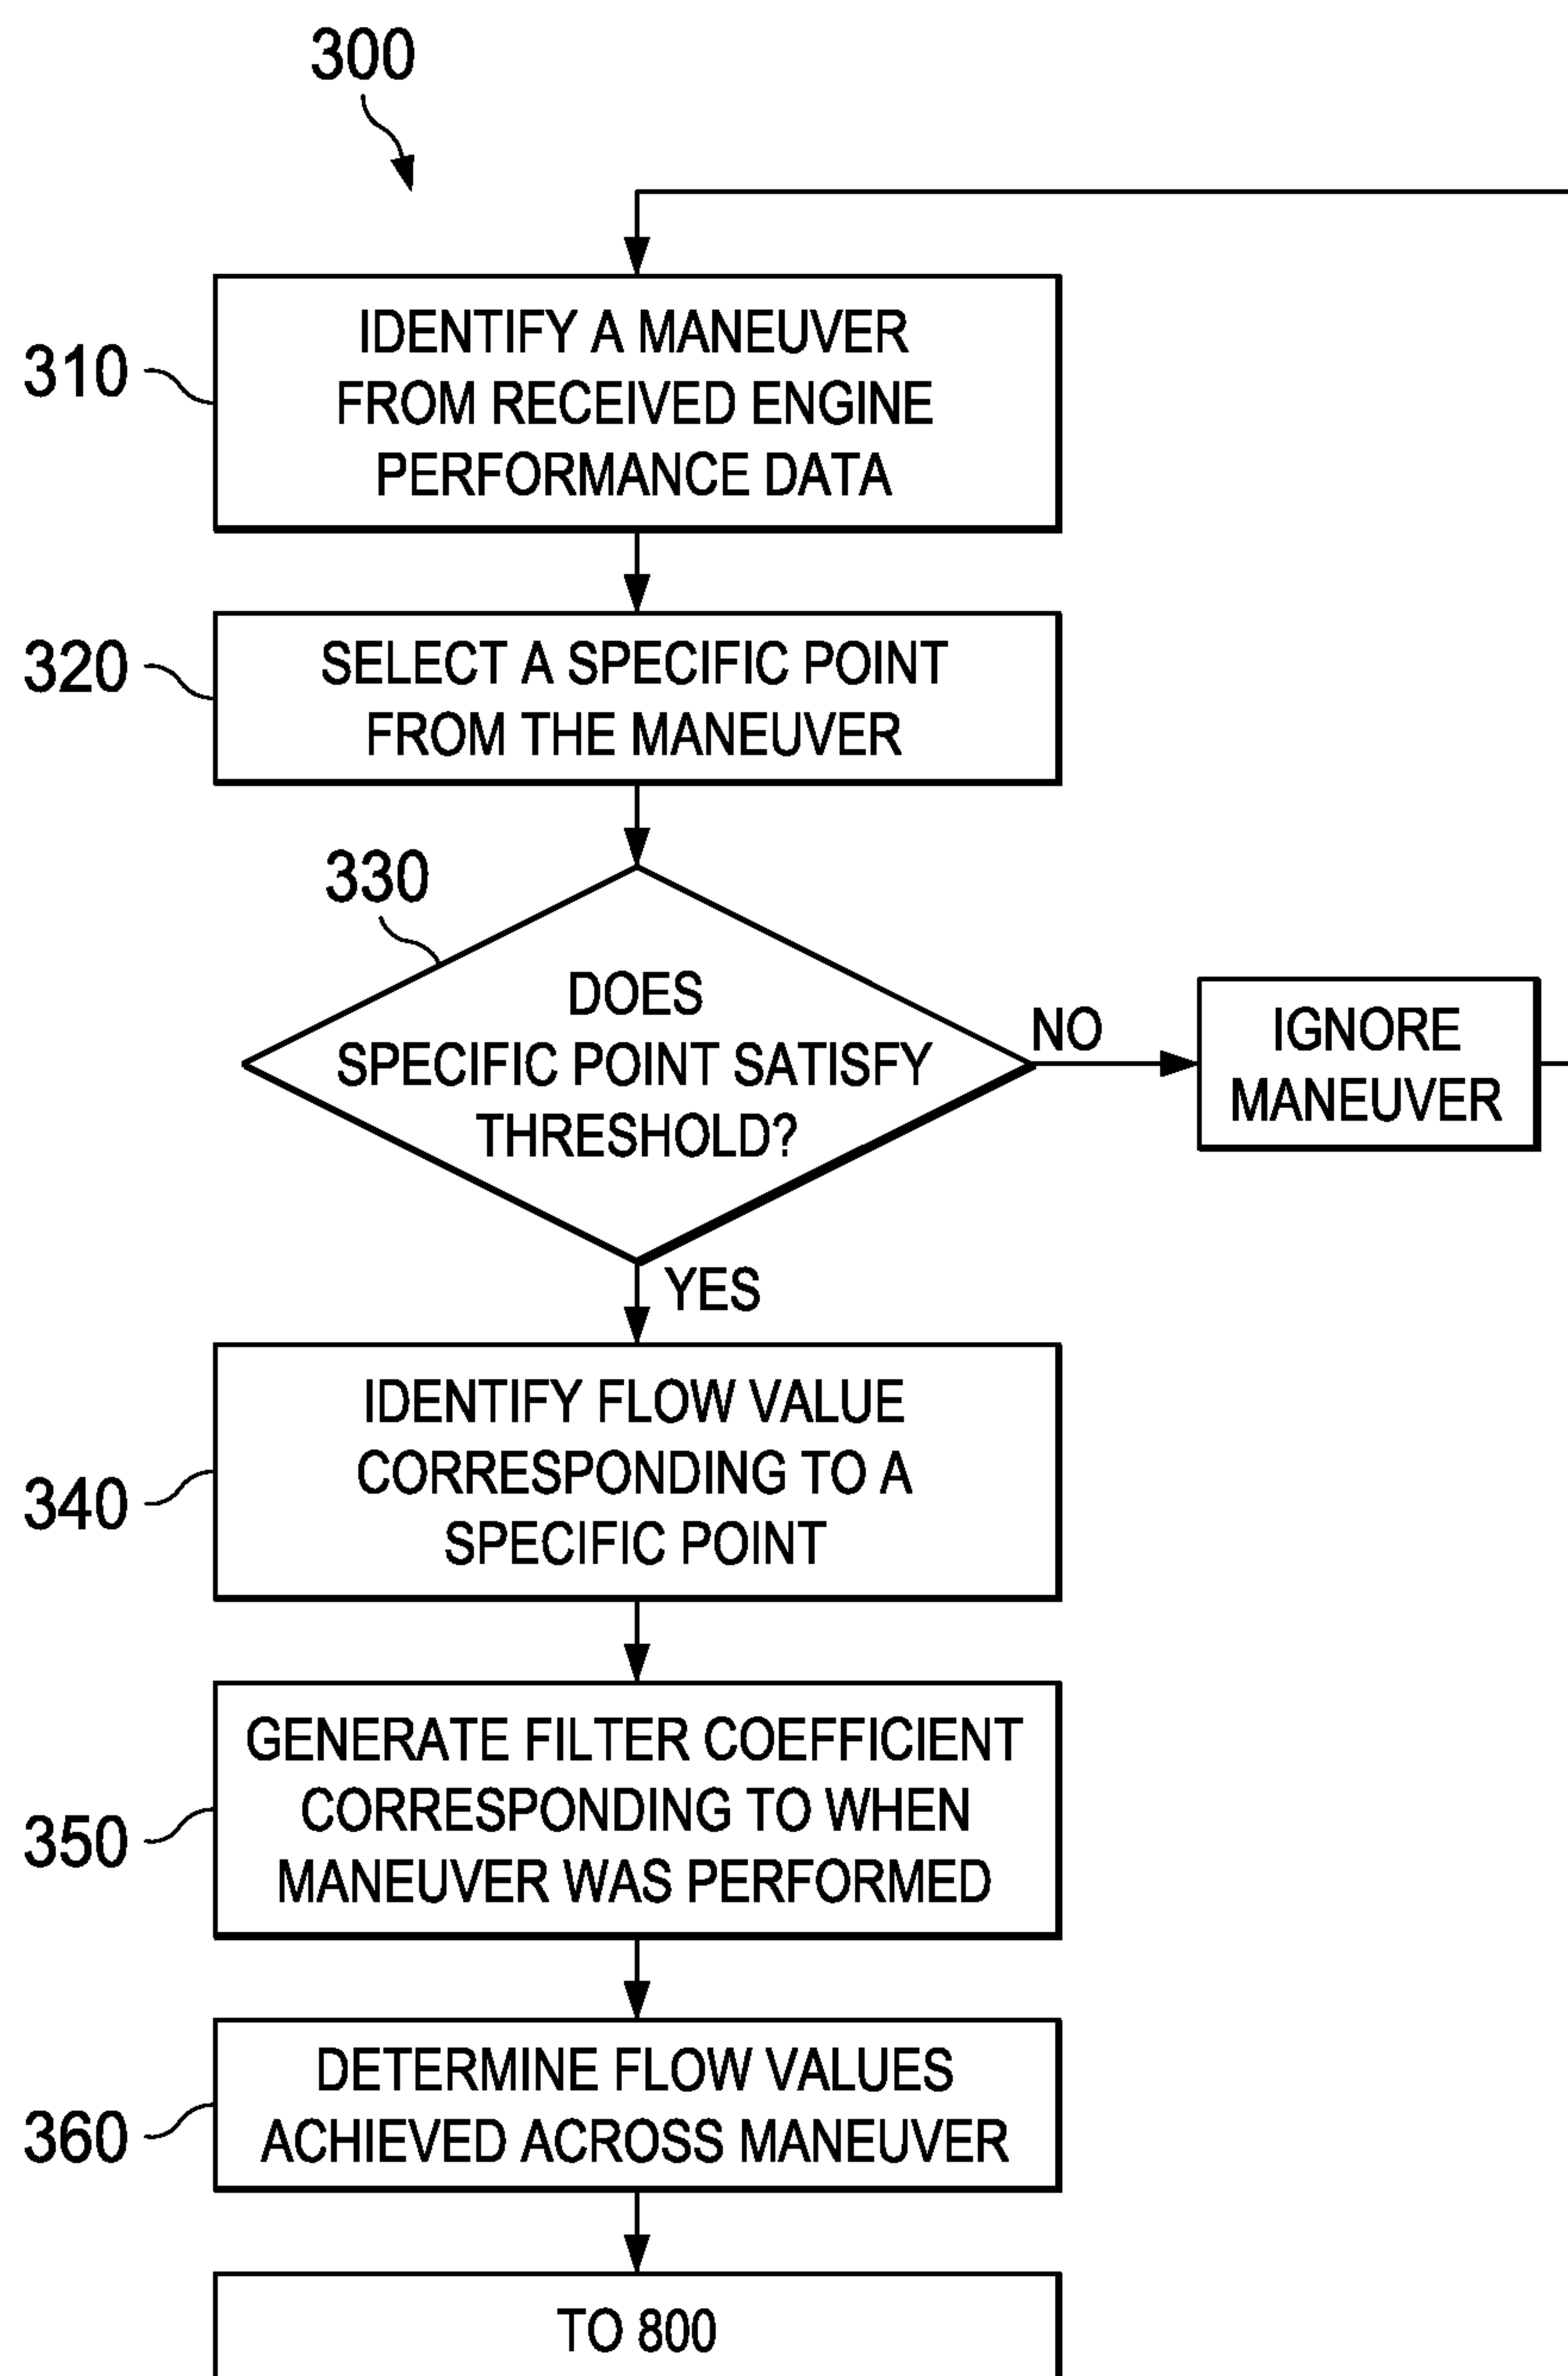 300
310
IDENTIFY A MANEUVER
FROM RECEIVED ENGINE
PERFORMANCE DATA
320
SELECT A SPECIFIC POINT
FROM THE MANEUVER
330
DOES
SPECIFIC POINT SATISFY
THRESHOLD?
NO
IGNORE
MANEUVER
YES
340
IDENTIFY FLOW VALUE
CORRESPONDING TO A
SPECIFIC POINT
350
GENERATE FILTER COEFFICIENT
CORRESPONDING TO WHEN
MANEUVER WAS PERFORMED
360
DETERMINE FLOW VALUES
ACHIEVED ACROSS MANEUVER
TO 800